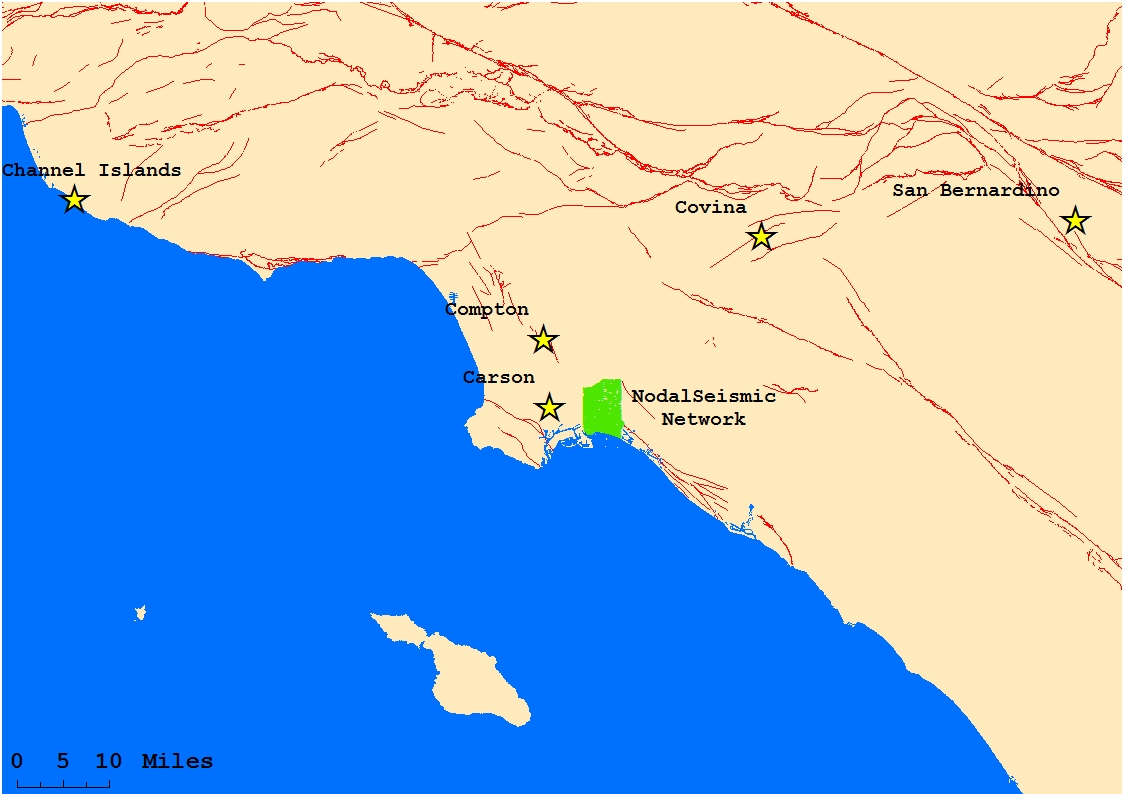 Channel Islands
San Bernardino
Covina
Compton
Carson
NodalSeismic
Network
0 5 10 Miles